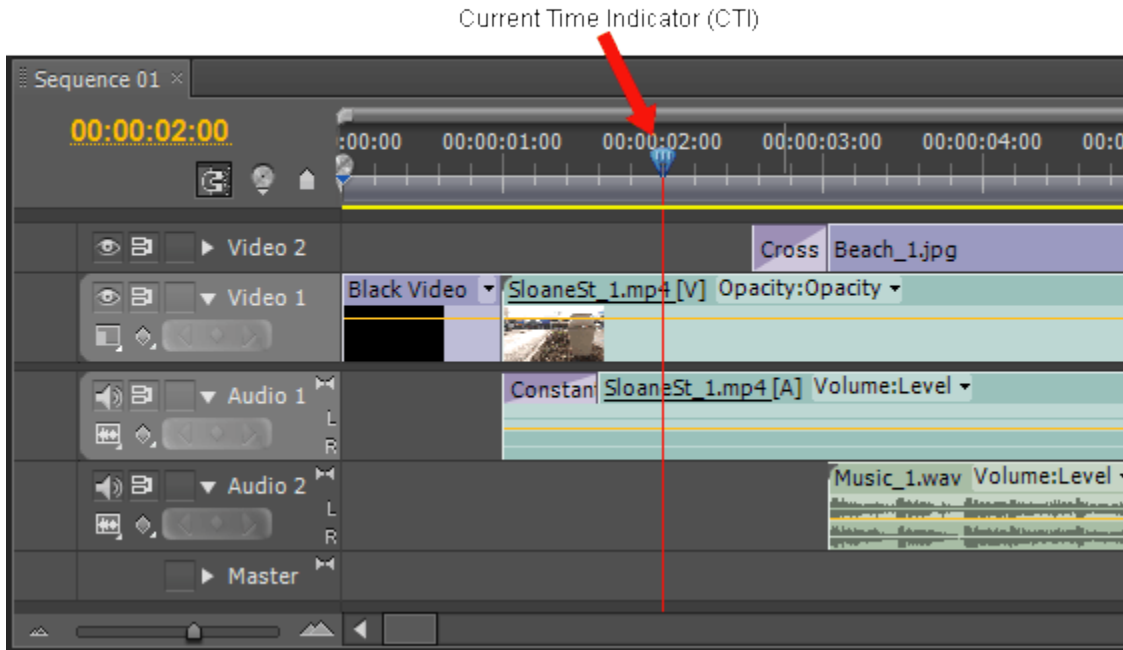 Current Time Indicator (CTI)
Sequence 01
00:00:02:00
:00:00 00:00:01:00 00:00:02:00 00:00:03:00 00:00:04:00 00:0
Video 2
Cross Beach_1.jpg
Video 1
Black Video SloaneSt_1.mp4 [V] Opacity:Opacity
Audio 1
L
R
Constan SloaneSt_1.mp4 [A] Volume:Level
Audio 2
L
R
Music_1.wav Volume:Level
Master